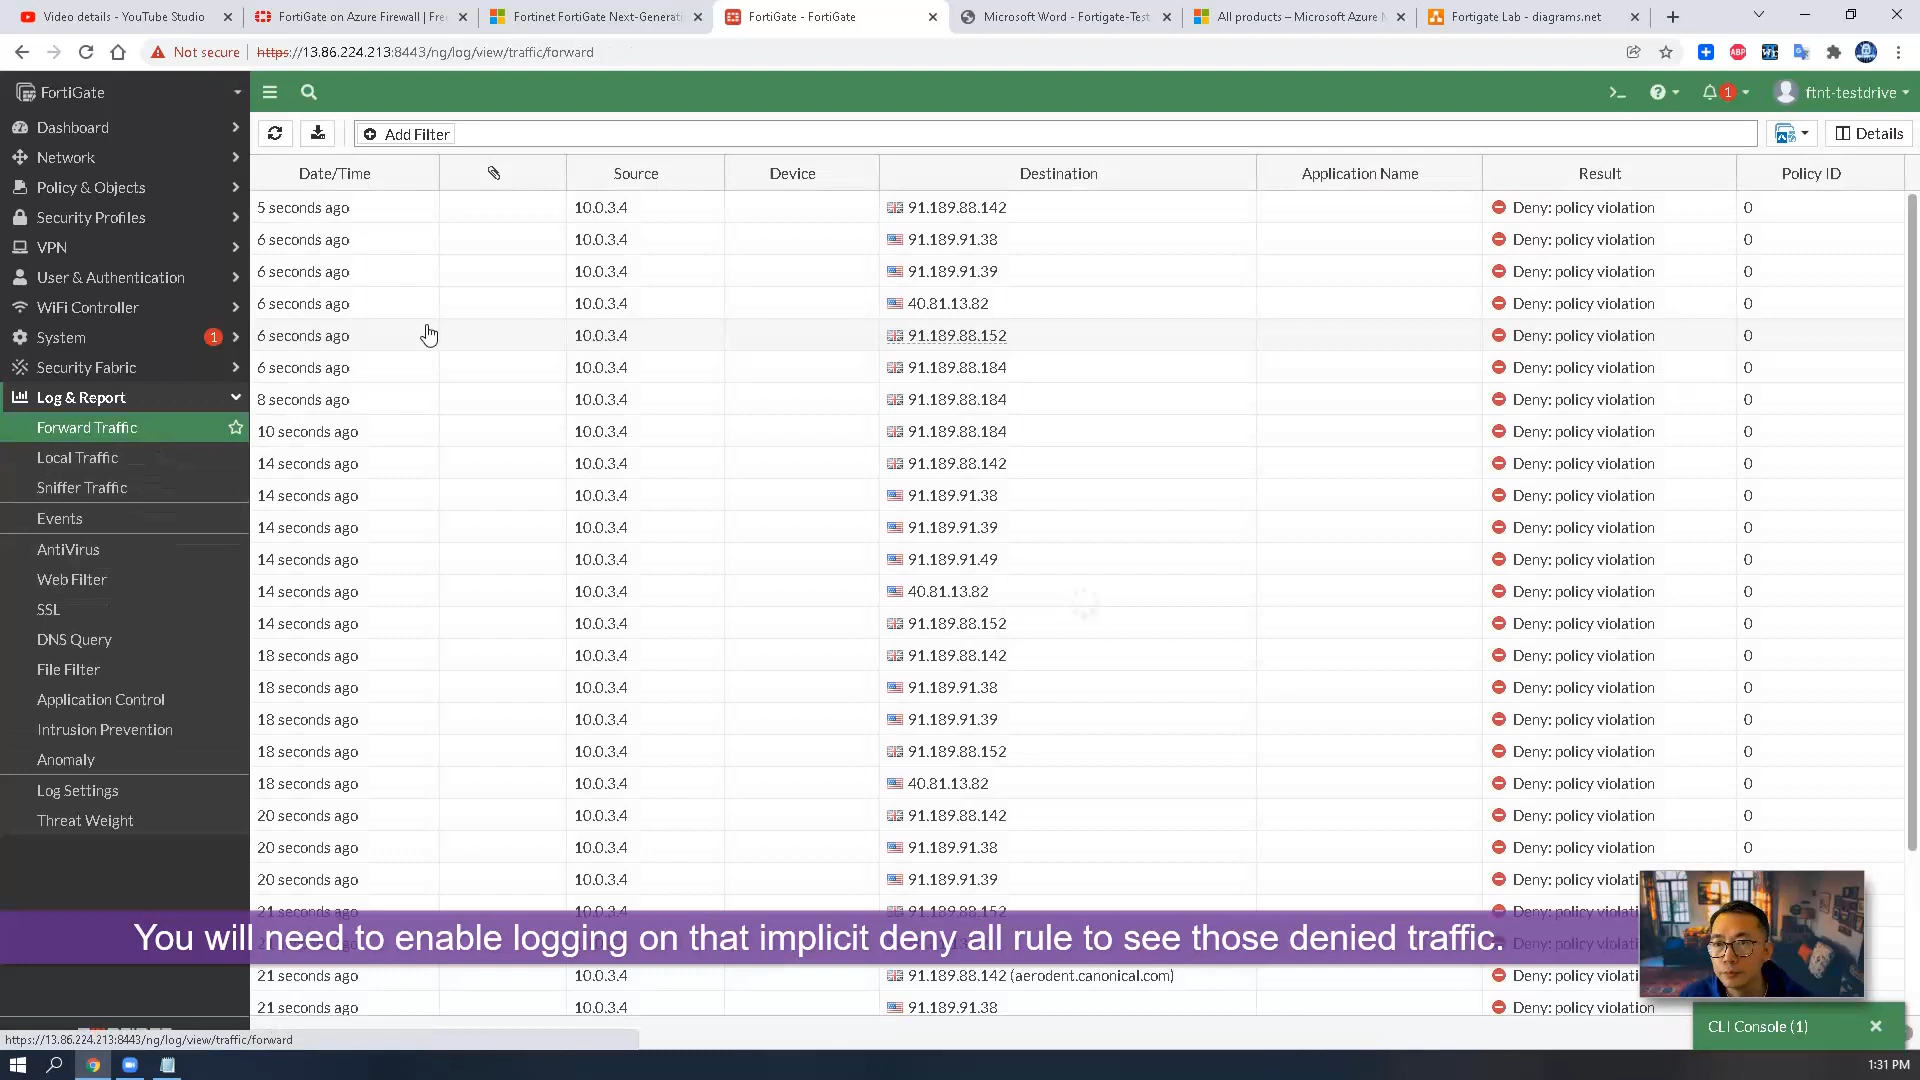 Video details - YouTube Studio
FortiGate on Azure Firewall | Fre
Fortinet FortiGate Next-Generati
FortiGate - FortiGate
Microsoft Word - Fortigate-Test
All products – Microsoft Azure M
Fortigate Lab - diagrams.net
Not secure
https://13.86.224.213:8443/ng/log/view/traffic/forward
FortiGate
Dashboard
Network
Policy & Objects
Security Profiles
VPN
User & Authentication
WiFi Controller
System 1
Security Fabric
Log & Report
Forward Traffic
Local Traffic
Sniffer Traffic
Events
AntiVirus
Web Filter
SSL
DNS Query
File Filter
Application Control
Intrusion Prevention
Anomaly
Log Settings
Threat Weight
>_ ? 1 ftnt-testdrive
Add Filter
Details
Date/Time Source Device Destination Application Name Result Policy ID
5 seconds ago 10.0.3.4 91.189.88.142 Deny: policy violation 0
6 seconds ago 10.0.3.4 91.189.91.38 Deny: policy violation 0
6 seconds ago 10.0.3.4 91.189.91.39 Deny: policy violation 0
6 seconds ago 10.0.3.4 40.81.13.82 Deny: policy violation 0
6 seconds ago 10.0.3.4 91.189.88.152 Deny: policy violation 0
6 seconds ago 10.0.3.4 91.189.88.184 Deny: policy violation 0
8 seconds ago 10.0.3.4 91.189.88.184 Deny: policy violation 0
10 seconds ago 10.0.3.4 91.189.88.184 Deny: policy violation 0
14 seconds ago 10.0.3.4 91.189.88.142 Deny: policy violation 0
14 seconds ago 10.0.3.4 91.189.91.38 Deny: policy violation 0
14 seconds ago 10.0.3.4 91.189.91.39 Deny: policy violation 0
14 seconds ago 10.0.3.4 91.189.91.49 Deny: policy violation 0
14 seconds ago 10.0.3.4 40.81.13.82 Deny: policy violation 0
14 seconds ago 10.0.3.4 91.189.88.152 Deny: policy violation 0
18 seconds ago 10.0.3.4 91.189.88.142 Deny: policy violation 0
18 seconds ago 10.0.3.4 91.189.91.38 Deny: policy violation 0
18 seconds ago 10.0.3.4 91.189.91.39 Deny: policy violation 0
18 seconds ago 10.0.3.4 91.189.88.152 Deny: policy violation 0
18 seconds ago 10.0.3.4 40.81.13.82 Deny: policy violation 0
20 seconds ago 10.0.3.4 91.189.88.142 Deny: policy violation 0
20 seconds ago 10.0.3.4 91.189.91.38 Deny: policy violation 0
20 seconds ago 10.0.3.4 91.189.91.39 Deny: policy violati
21 seconds ago 10.0.3.4 91.189.88.152 Deny: policy violati
You will need to enable logging on that implicit deny all rule to see those denied traffic.
21 seconds ago 10.0.3.4 91.189.88.142 (aerodent.canonical.com) Deny: policy violati
21 seconds ago 10.0.3.4 91.189.91.38 Deny: policy violati
CLI Console (1)
https://13.86.224.213:8443/ng/log/view/traffic/forward
1:31 PM